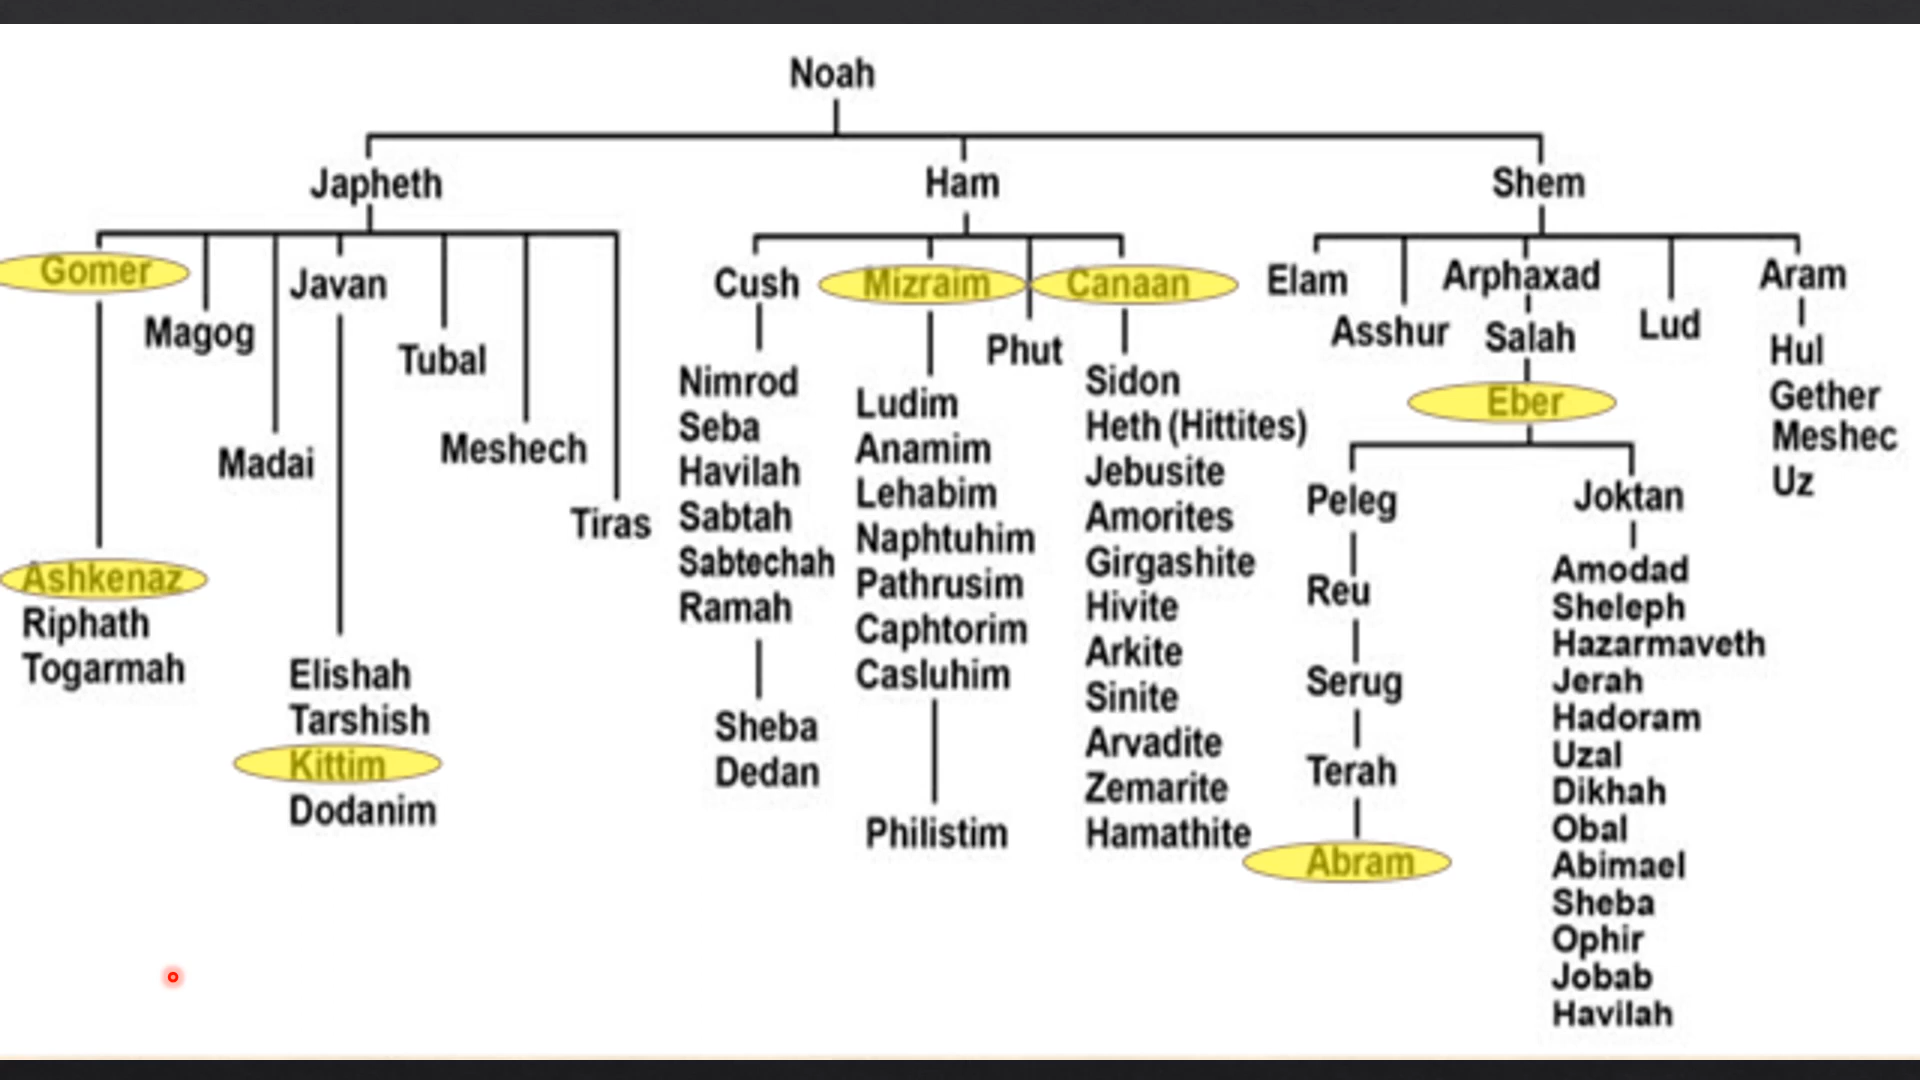 Noah
Japheth
Ham
Shem
Gomer
Magog
Madai
Javan
Tubal
Meshech
Tiras
Ashkenaz
Riphath
Togarmah
Elishah
Tarshish
Kittim
Dodanim
Cush
Mizraim
Phut
Canaan
Nimrod
Seba
Havilah
Sabtah
Sabtechah
Ramah
Sheba
Dedan
Ludim
Anamim
Lehabim
Naphtuhim
Pathrusim
Caphtorim
Casluhim
Philistim
Sidon
Heth (Hittites)
Jebusite
Amorites
Girgashite
Hivite
Arkite
Sinite
Arvadite
Zemarite
Hamathite
Elam
Asshur
Arphaxad
Salah
Eber
Lud
Aram
Hul
Gether
Meshec
Uz
Peleg
Reu
Serug
Terah
Abram
Joktan
Amodad
Sheleph
Hazarmaveth
Jerah
Hadoram
Uzal
Dikhah
Obal
Abimael
Sheba
Ophir
Jobab
Havilah